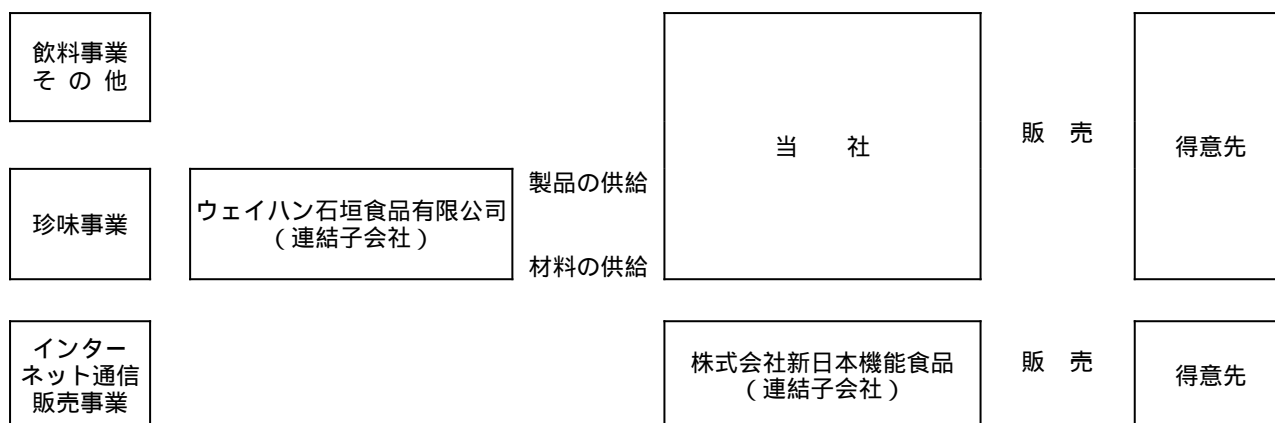 飲料事業
そ の 他
当　　社
販　売
得意先
珍味事業
ウェイハン石垣食品有限公司
（連結子会社）
製品の供給
材料の供給
インター
ネット通信
販売事業
株式会社新日本機能食品
（連結子会社）
販　売
得意先